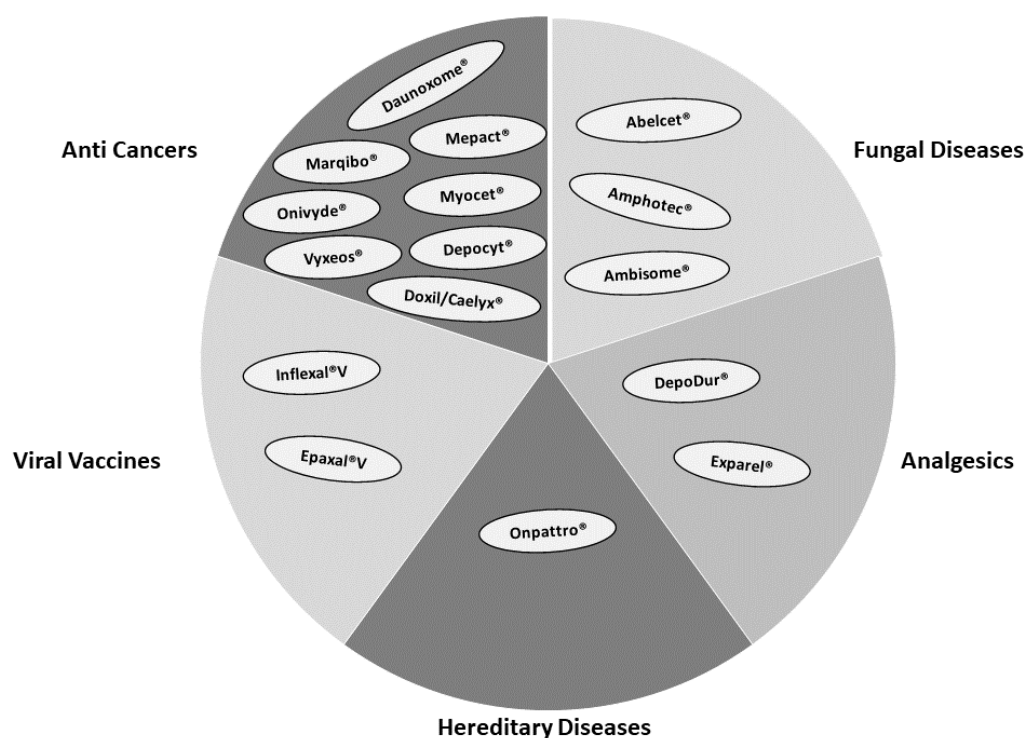 Anti Cancers
Daunoxome®
Mepact®
Marqibo®
Myocet®
Onivyde®
Depocyt®
Vyxeos®
Doxil/Caelyx®
Fungal Diseases
Abelcet®
Amphotec®
Ambisome®
Viral Vaccines
Inflexal®V
Epaxal®V
Analgesics
DepoDur®
Exparel®
Onpattro®
Hereditary Diseases